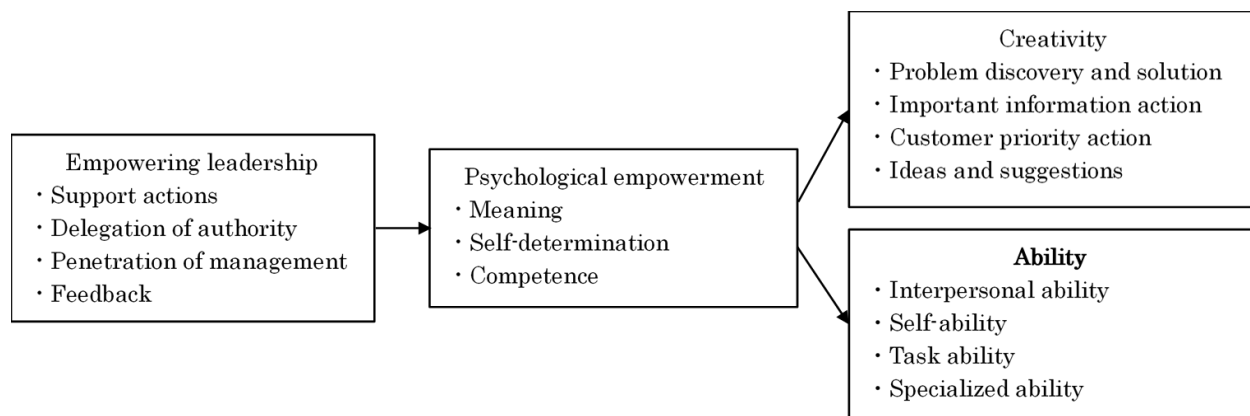 Empowering leadership
・Support actions
・Delegation of authority
・Penetration of management
・Feedback
Psychological empowerment
・Meaning
・Self-determination
・Competence
Creativity
・Problem discovery and solution
・Important information action
・Customer priority action
・Ideas and suggestions
Ability
・Interpersonal ability
・Self-ability
・Task ability
・Specialized ability